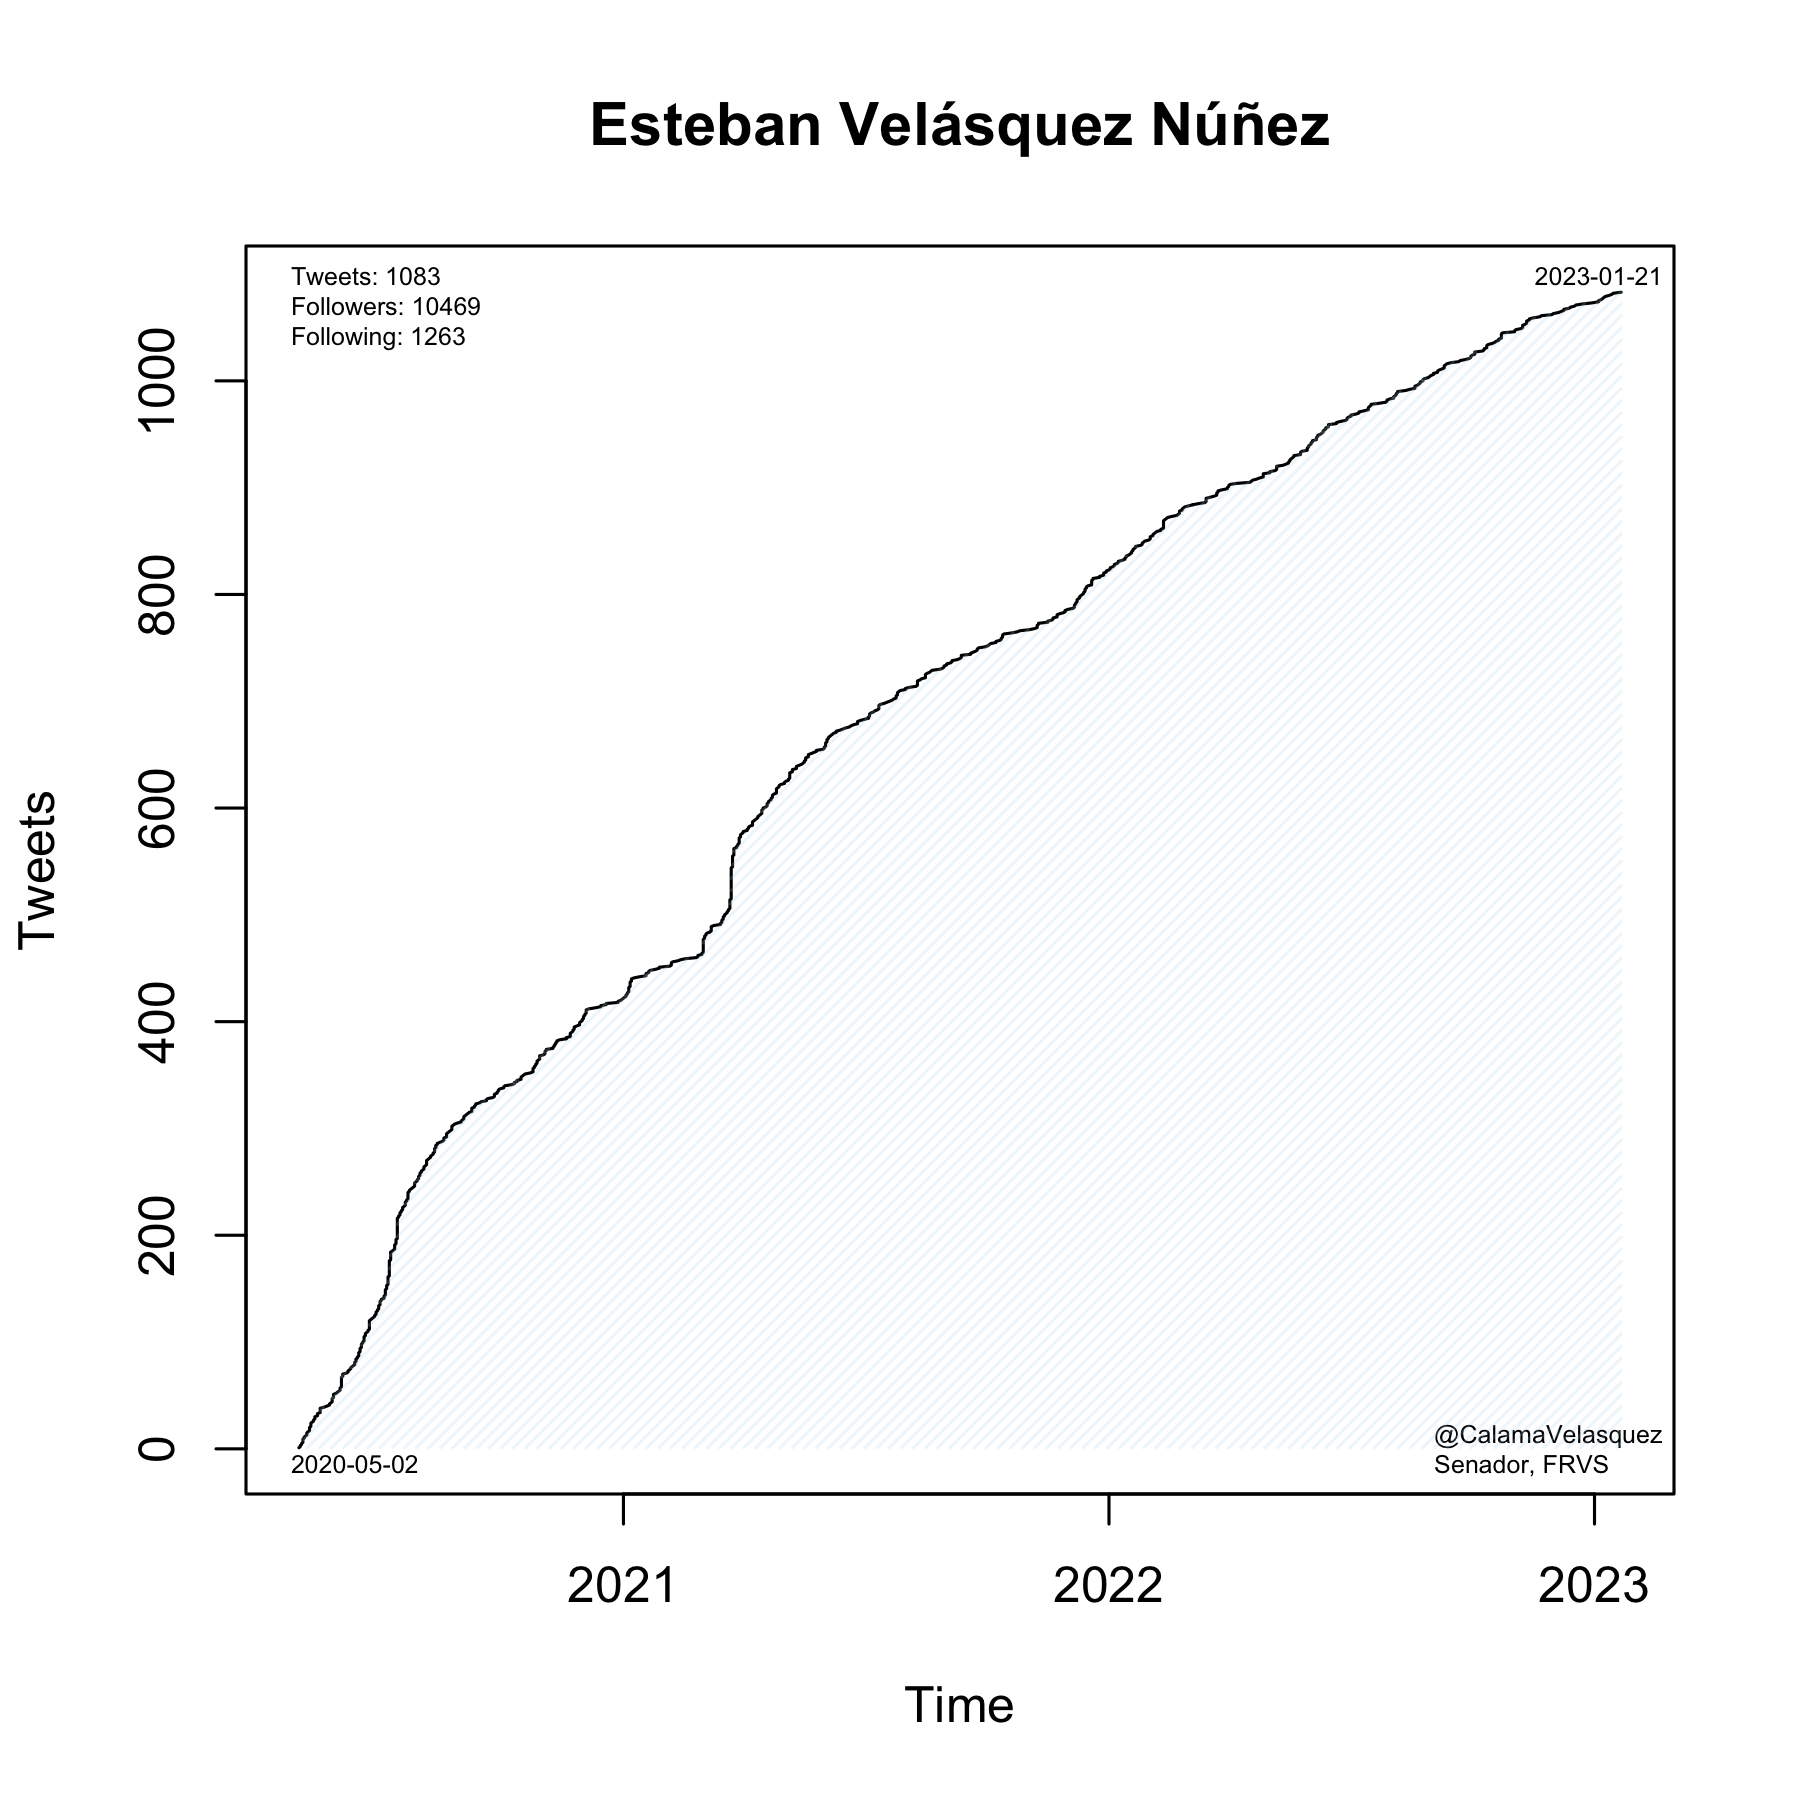 Esteban Velásquez Núñez
Tweets: 1083
Followers: 10469
Following: 1263
2023-01-21
1000
800
600
400
200
0
Tweets
2020-05-02
@CalamaVelasquez
Senador, FRVS
2021
2022
2023
Time